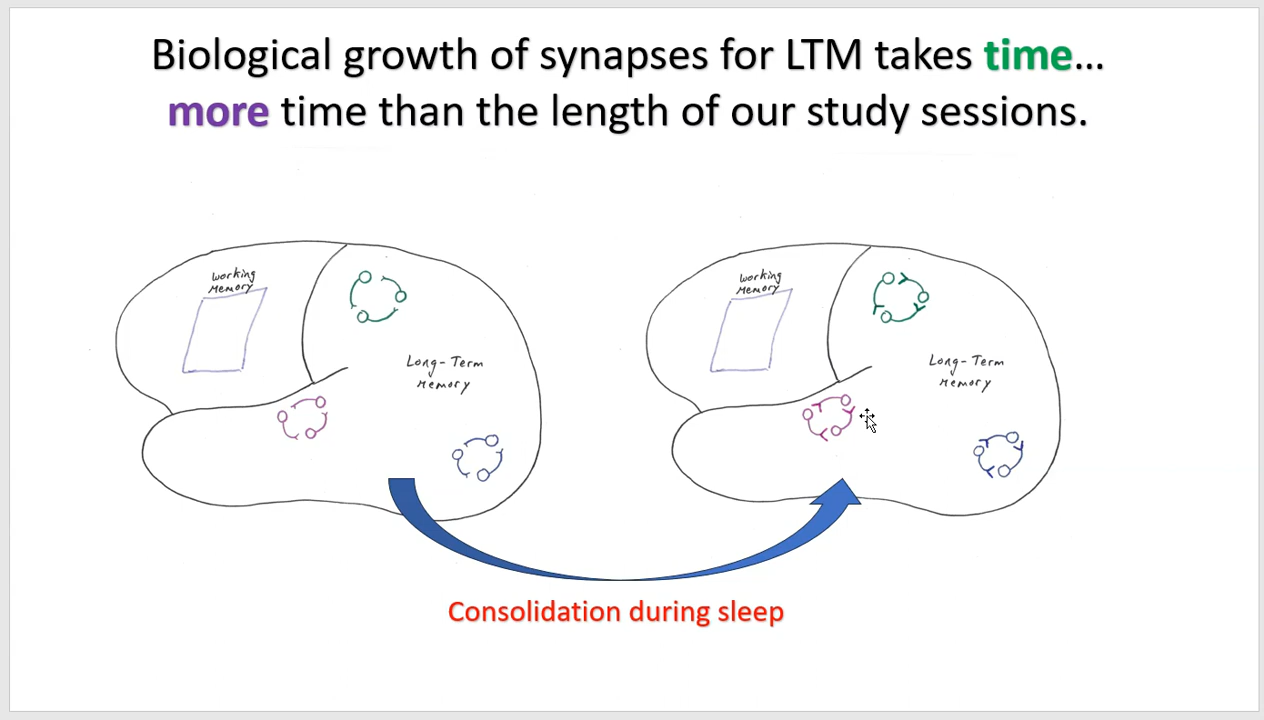 Biological growth of synapses for LTM takes time...
more time than the length of our study sessions.
Working
Memory
Long-Term
Memory
Working
Memory
Long-Term
Memory
Consolidation during sleep